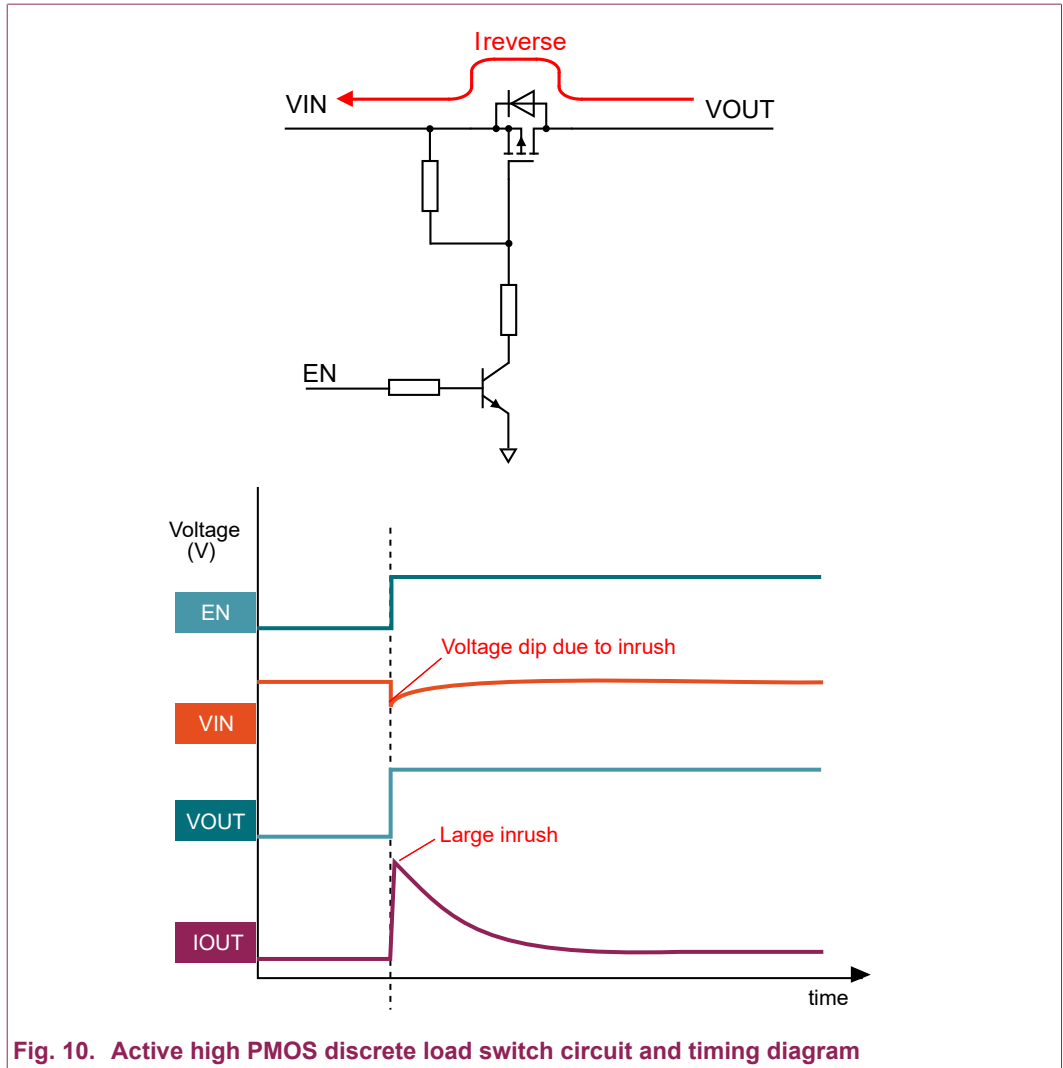 Ireverse
VIN
VOUT
EN
Voltage
(V)
EN
Voltage dip due to inrush
VIN
VOUT
Large inrush
IOUT
time
Fig. 10. Active high PMOS discrete load switch circuit and timing diagram